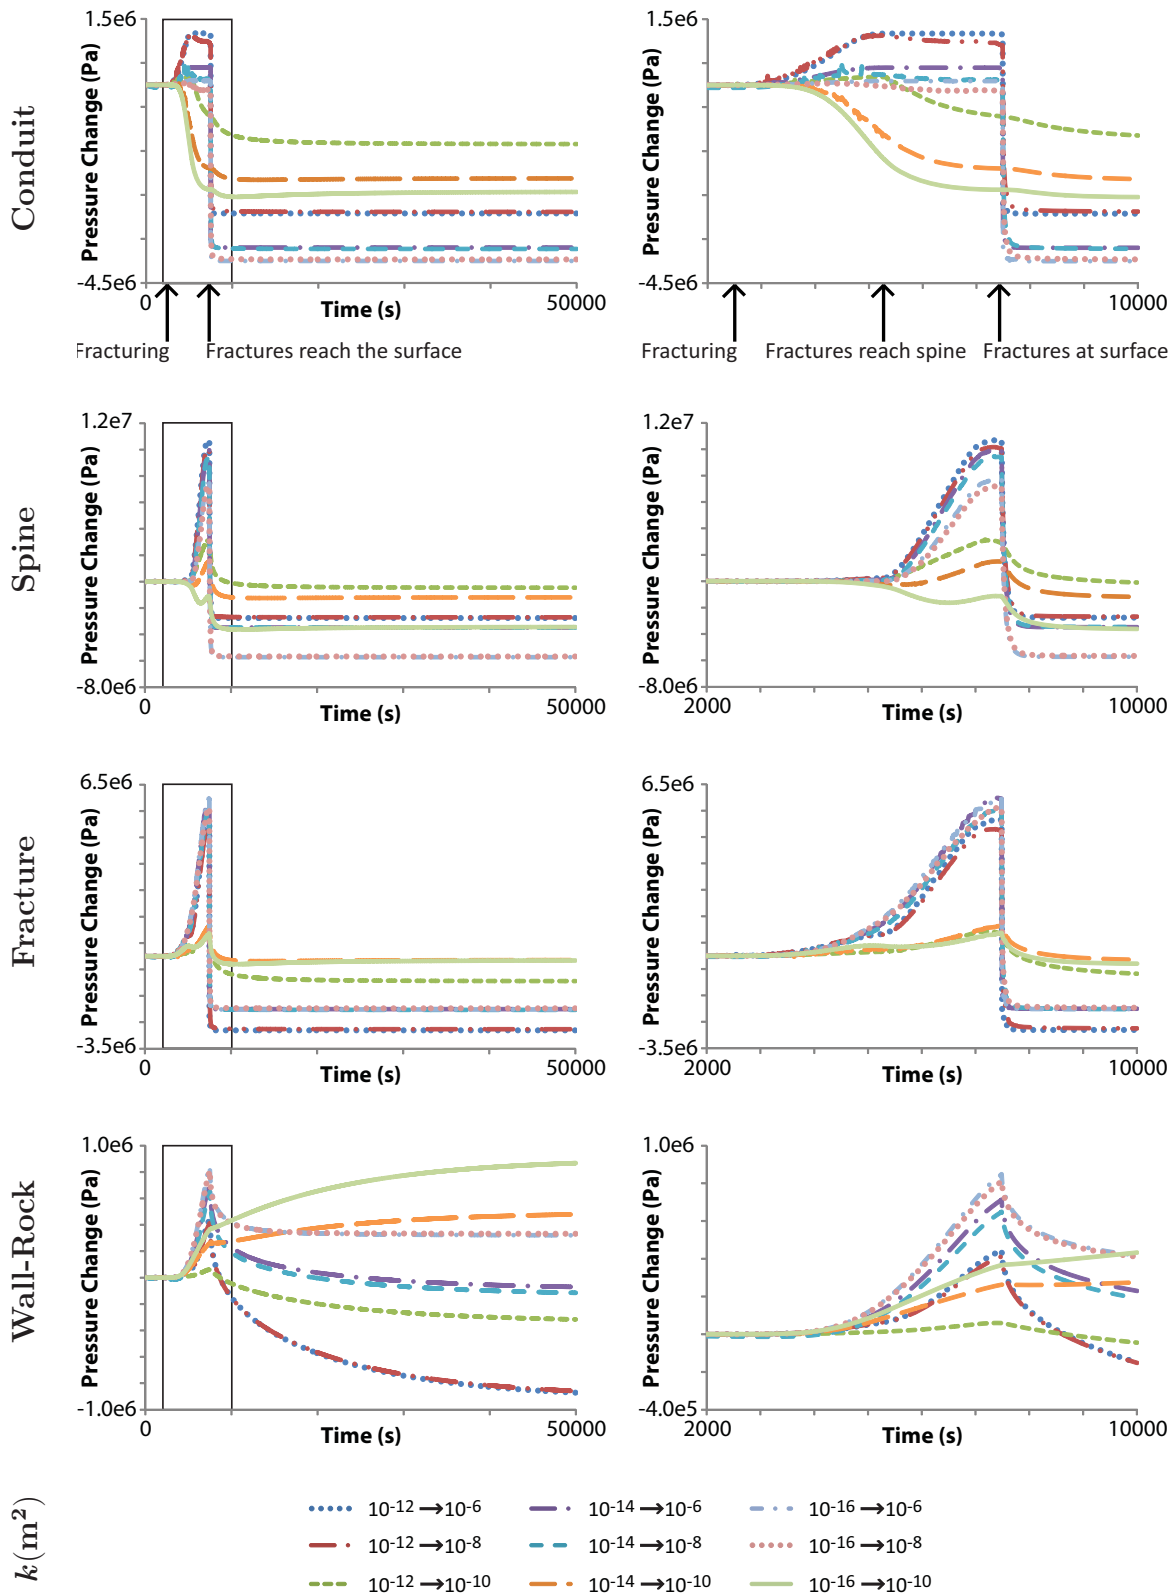 Conduit
Pressure Change (Pa)
1.5e6
-4.5e6
0
50000
Time (s)
Fracturing
Fractures reach the surface
Pressure Change (Pa)
1.5e6
-4.5e6
10000
Time (s)
Fracturing
Fractures reach spine
Fractures at surface
Spine
Pressure Change (Pa)
1.2e7
-8.0e6
0
50000
Time (s)
Pressure Change (Pa)
1.2e7
-8.0e6
2000
10000
Time (s)
Fracture
Pressure Change (Pa)
6.5e6
-3.5e6
0
50000
Time (s)
Pressure Change (Pa)
6.5e6
-3.5e6
2000
10000
Time (s)
Wall-Rock
Pressure Change (Pa)
1.0e6
-1.0e6
0
50000
Time (s)
Pressure Change (Pa)
1.0e6
-4.0e5
2000
10000
Time (s)
k(m²)
10⁻¹²→10⁻⁶
10⁻¹⁴→10⁻⁶
10⁻¹⁶→10⁻⁶
10⁻¹²→10⁻⁸
10⁻¹⁴→10⁻⁸
10⁻¹⁶→10⁻⁸
10⁻¹²→10⁻¹⁰
10⁻¹⁴→10⁻¹⁰
10⁻¹⁶→10⁻¹⁰